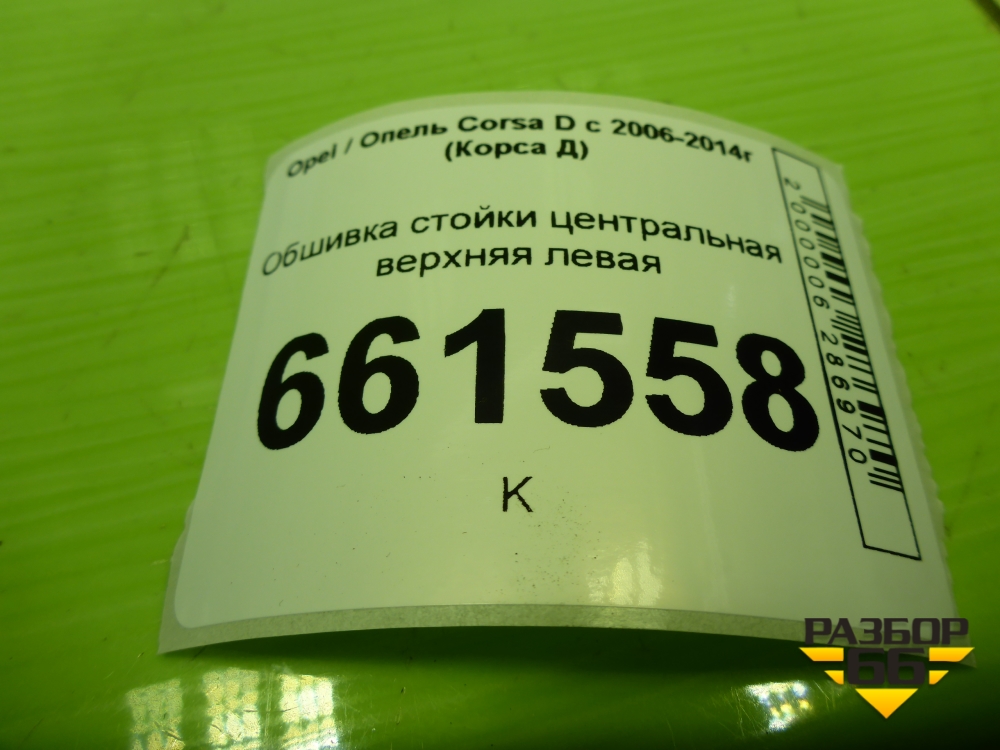 Opel / Опель Corsa D с 2006-2014г
(Корса Д)
Обшивка стойки центральная
верхняя левая
661558
К
2000006286970
РАЗБОР
66